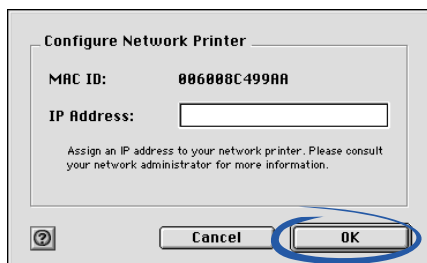 Configure Network Printer
MAC ID: 006008C499AA
IP Address:
Assign an IP address to your network printer. Please consult
your network administrator for more information.
? Cancel OK